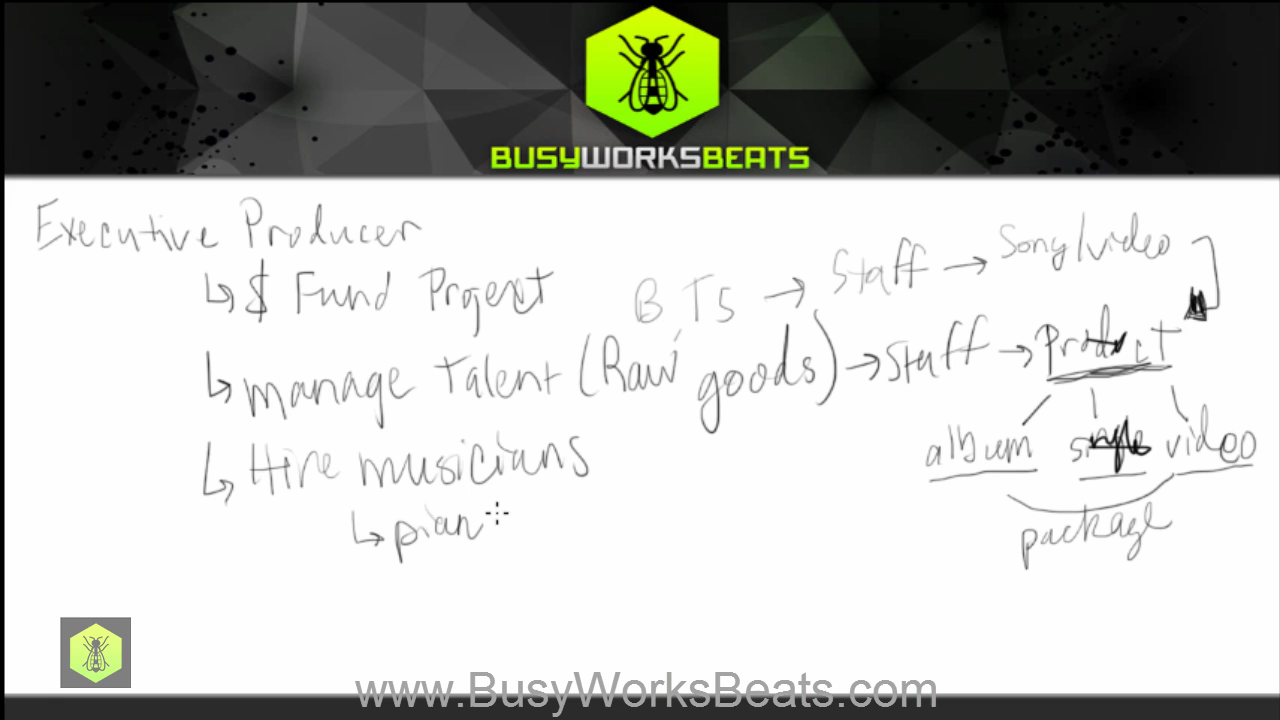 BUSYWORKSBEATS
Executive Producer
↳ $ Fund Project
BTS → Staff → Song/video
↳ manage Talent (Raw goods) → Staff → Product
album single video
package
↳ Hire musicians
↳ pian
www.BusyWorksBeats.com